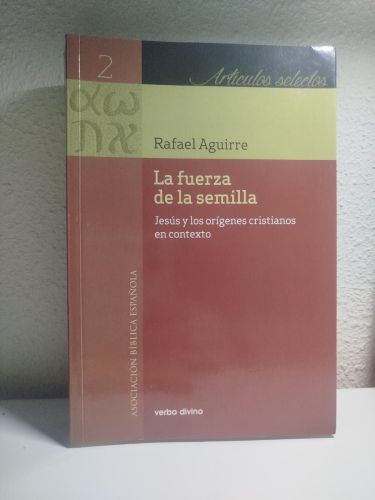 2
Artículos selectos
αω
תא
Rafael Aguirre
La fuerza
de la semilla
Jesús y los orígenes cristianos
en contexto
ASOCIACIÓN BÍBLICA ESPAÑOLA
verbo divino